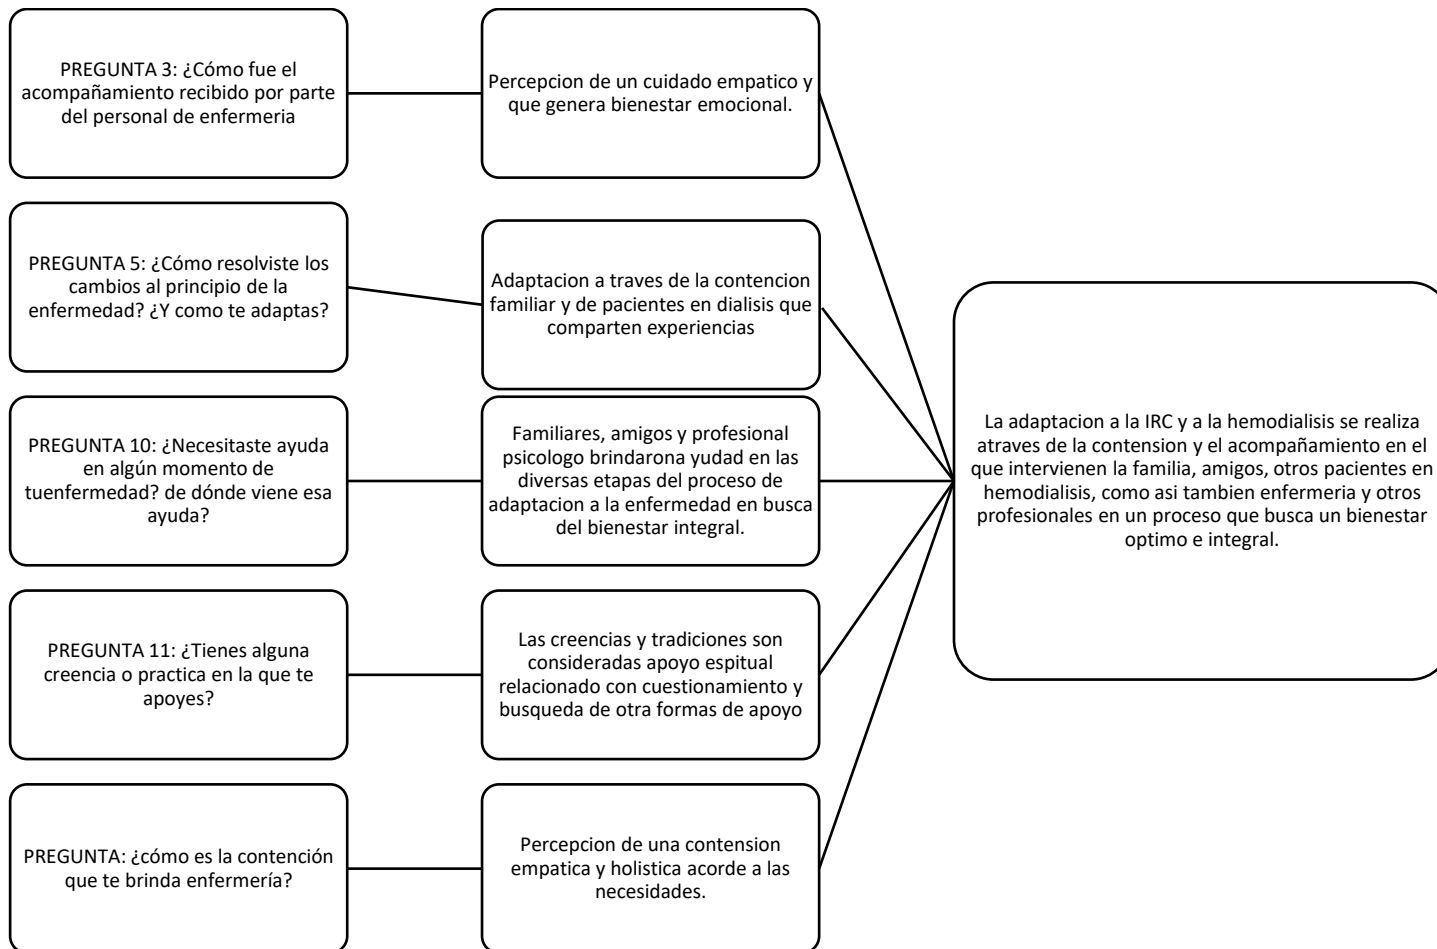 PREGUNTA 3: ¿Cómo fue el
acompañamiento recibido por parte
del personal de enfermeria
Percepcion de un cuidado empatico y
que genera bienestar emocional.
PREGUNTA 5: ¿Cómo resolviste los
cambios al principio de la
enfermedad? ¿Y como te adaptas?
Adaptacion a traves de la contencion
familiar y de pacientes en dialisis que
comparten experiencias
PREGUNTA 10: ¿Necesitaste ayuda
en algún momento de
tuenfermedad? de dónde viene esa
ayuda?
Familiares, amigos y profesional
psicologo brindarona yudad en las
diversas etapas del proceso de
adaptacion a la enfermedad en busca
del bienestar integral.
PREGUNTA 11: ¿Tienes alguna
creencia o practica en la que te
apoyes?
Las creencias y tradiciones son
consideradas apoyo espitual
relacionado con cuestionamiento y
busqueda de otra formas de apoyo
PREGUNTA: ¿cómo es la contención
que te brinda enfermería?
Percepcion de una contension
empatica y holistica acorde a las
necesidades.
La adaptacion a la IRC y a la hemodialisis se realiza
atraves de la contension y el acompañamiento en el
que intervienen la familia, amigos, otros pacientes en
hemodialisis, como asi tambien enfermeria y otros
profesionales en un proceso que busca un bienestar
optimo e integral.